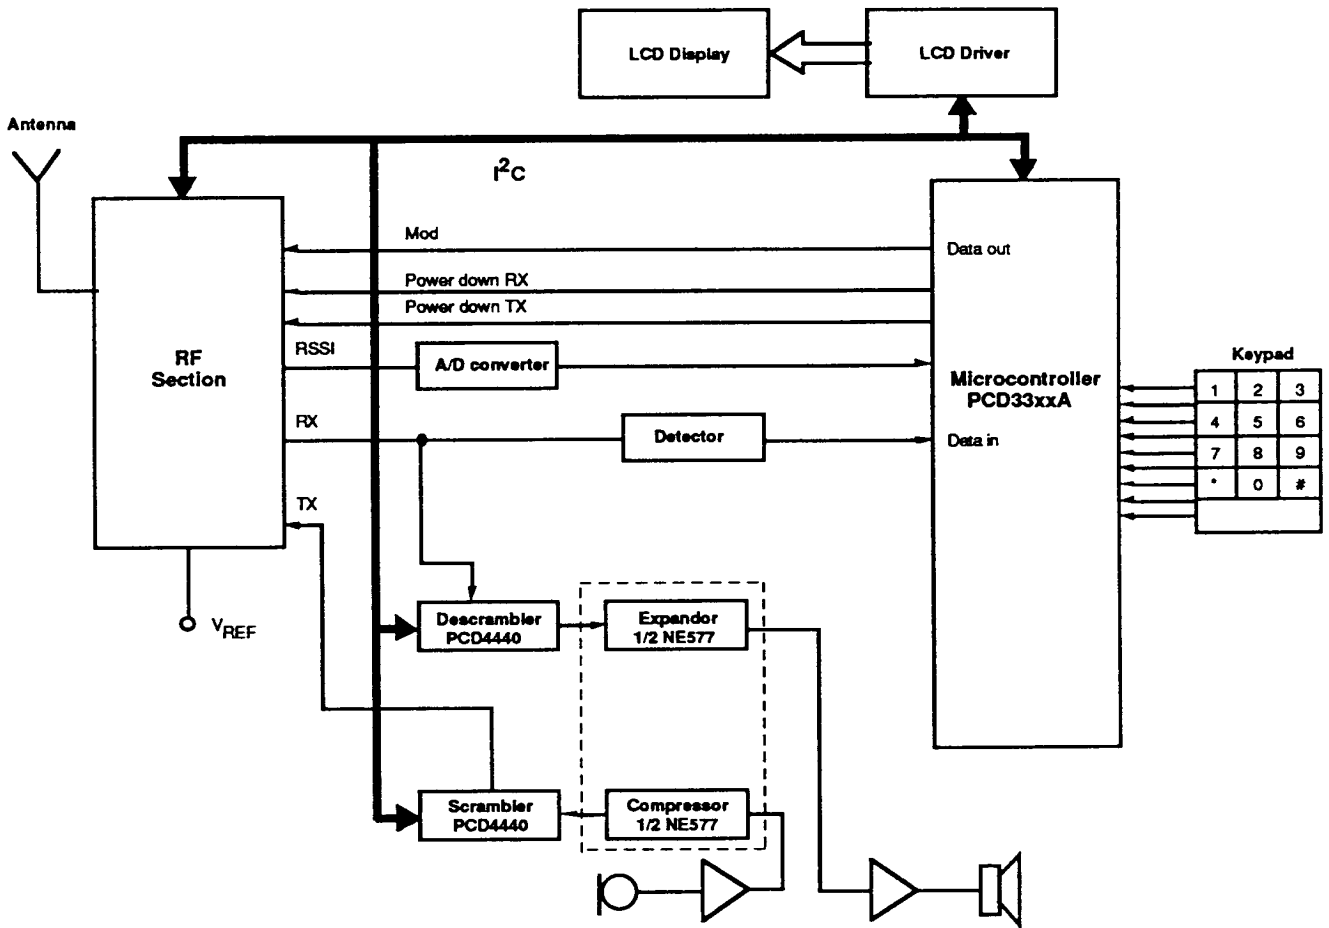 LCD Display
LCD Driver
Antenna
I²C
Mod
Data out
Power down RX
Power down TX
RSSI
A/D converter
RF
Section
Microcontroller
PCD33xxA
Keypad
1 2 3
4 5 6
7 8 9
* 0 #
RX
Detector
Data in
TX
VREF
Descrambler
PCD4440
Expandor
1/2 NE577
Scrambler
PCD4440
Compressor
1/2 NE577